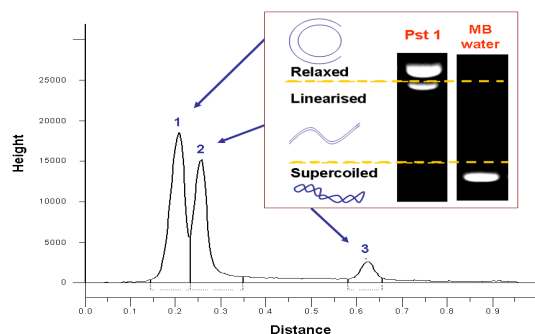 Height
25000
20000
15000
10000
5000
0
1
2
3
0.0
0.1
0.2
0.3
0.4
0.5
0.6
0.7
0.8
0.9
Distance
Pst 1
MB
water
Relaxed
Linearised
Supercoiled